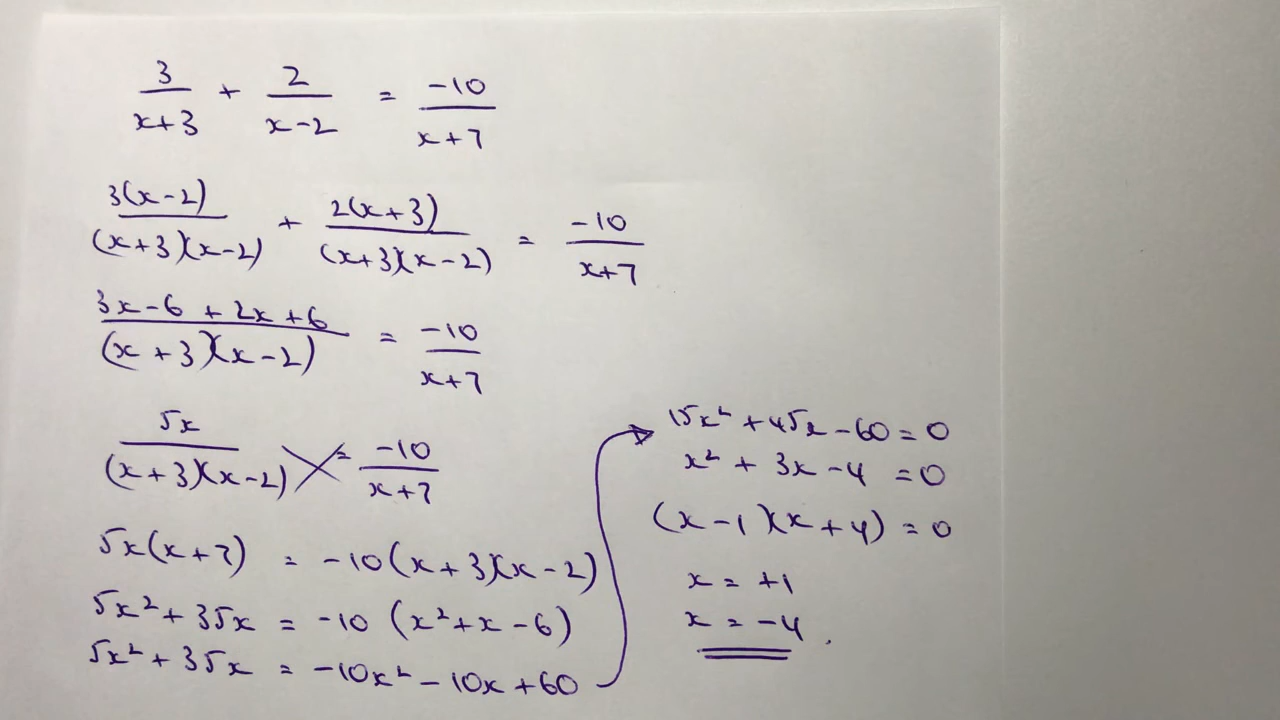 3/(x+3) + 2/(x-2) = -10/(x+7)
3(x-2)/((x+3)(x-2)) + 2(x+3)/((x+3)(x-2)) = -10/(x+7)
(3x-6+2x+6)/((x+3)(x-2)) = -10/(x+7)
5x/((x+3)(x-2)) = -10/(x+7)
5x(x+7) = -10(x+3)(x-2)
5x²+35x = -10(x²+x-6)
5x²+35x = -10x²-10x+60
15x²+45x-60=0
x²+3x-4=0
(x-1)(x+4)=0
x=+1
x=-4.